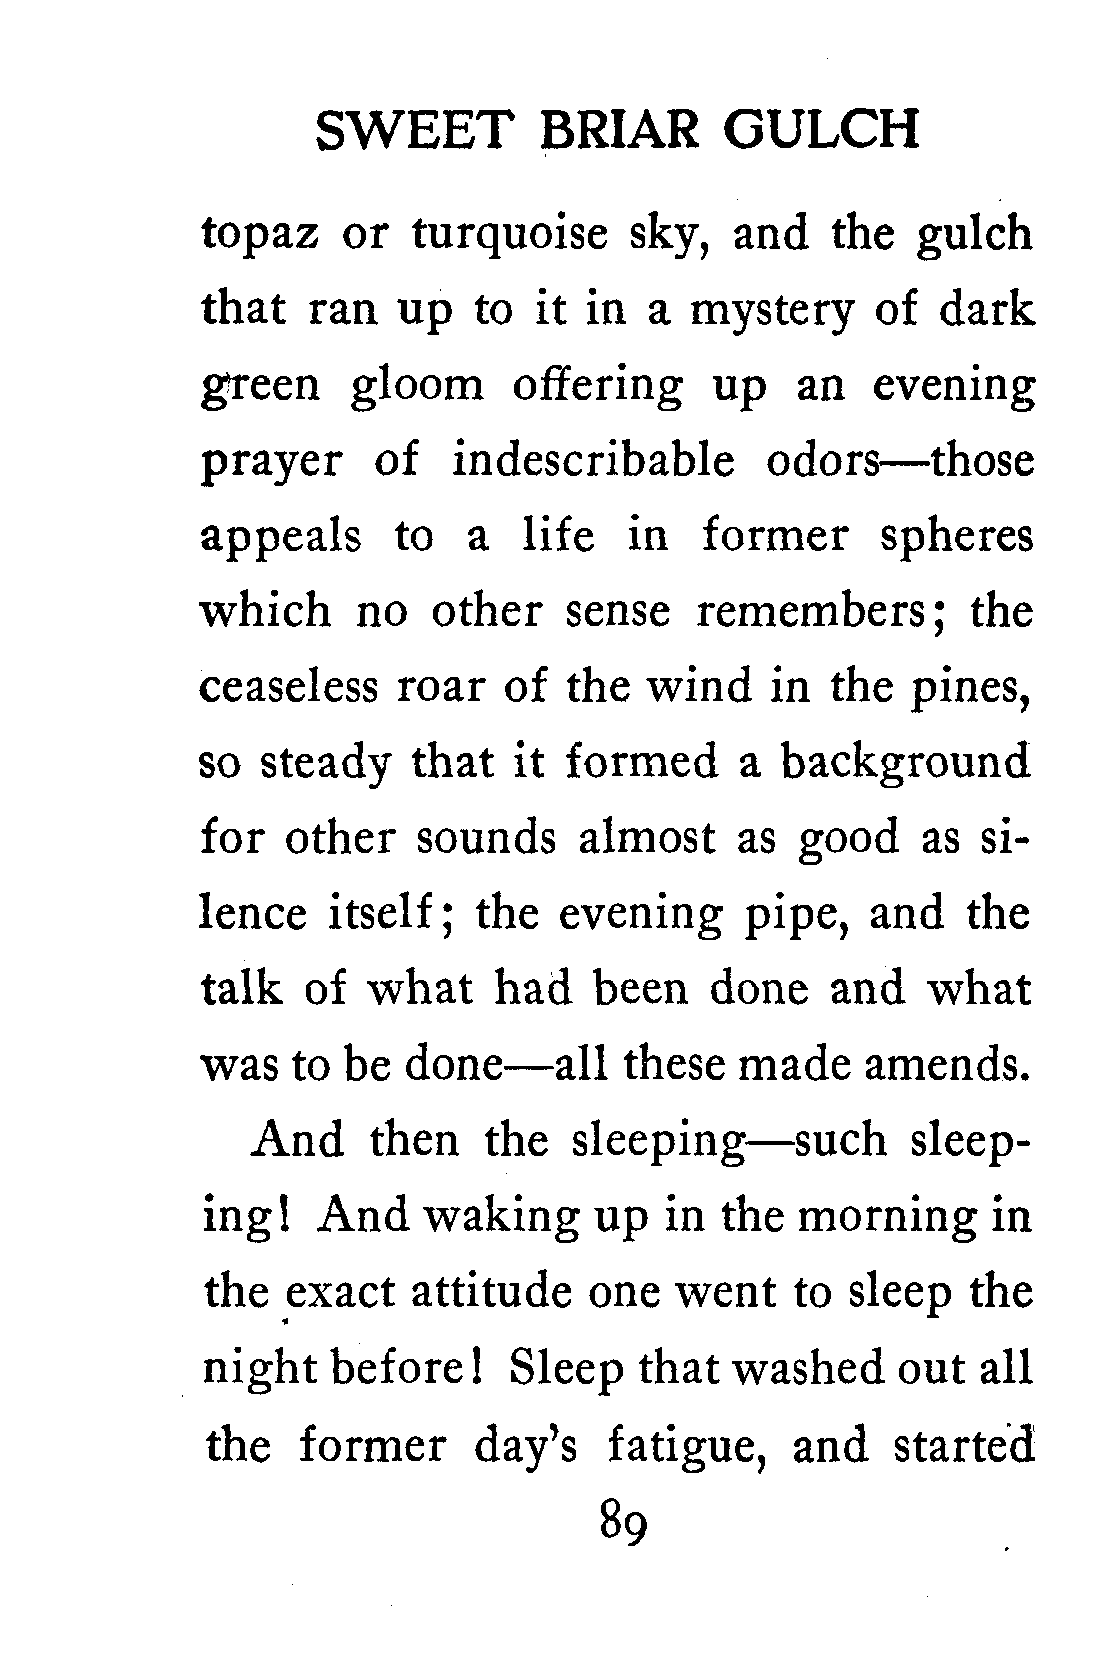 SWEET BRIAR GULCH
topaz or turquoise sky, and the gulch
that ran up to it in a mystery of dark
green gloom offering up an evening
prayer of indescribable odors—those
appeals to a life in former spheres
which no other sense remembers; the
ceaseless roar of the wind in the pines,
so steady that it formed a background
for other sounds almost as good as si-
lence itself; the evening pipe, and the
talk of what had been done and what
was to be done—all these made amends.
And then the sleeping—such sleep-
ing! And waking up in the morning in
the exact attitude one went to sleep the
night before! Sleep that washed out all
the former day's fatigue, and started
89